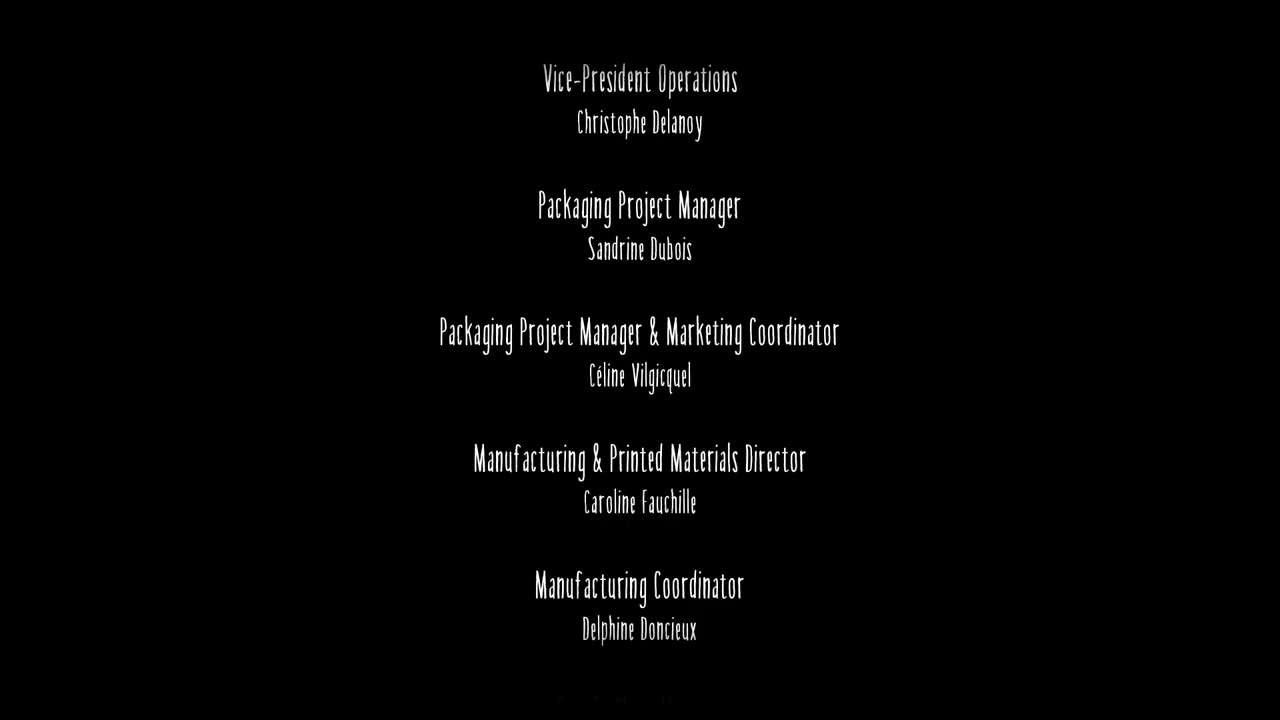 Vice-President Operations
Christophe Delanoy
Packaging Project Manager
Sandrine Dubois
Packaging Project Manager & Marketing Coordinator
Céline Vilgicquel
Manufacturing & Printed Materials Director
Caroline Fauchille
Manufacturing Coordinator
Delphine Doncieux